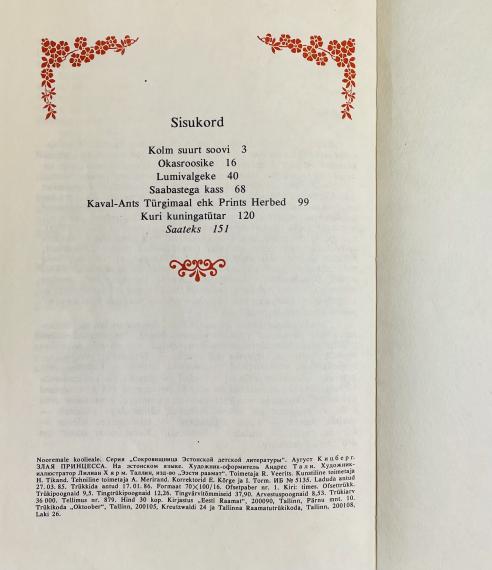 Sisukord
Kolm suurt soovi 3
Okasroosike 16
Lumivalgeke 40
Saabastega kass 68
Kaval-Ants Türgimaal ehk Prints Herbed 99
Kuri kuningatütar 120
Saateks 151
Nooremale koolieale. Серия „Сокровищница Эстонской детской литературы“. Аугуст Кицберг.
ЗЛАЯ ПРИНЦЕССА. На эстонском языке. Художник-оформитель Андрес Тали. Художник-
иллюстратор Лилиан Харм. Таллин, изд-во „Ээсти раамат“. Toimetaja R. Veerits. Kunstiline toimetaja
H. Tikand. Tehniline toimetaja A. Merirand. Korrektorid E. Kõrge ja I. Torm. ИБ № 5135. Laduda antud
27.03.85. Trükkida antud 17.01.86. Formaat 70×100/16. Ofsetpaber nr. 1. Kiri: times. Ofsettrükk.
Trükipoognaid 9,5. Tingtrükipoognaid 12,26. Tingvärvitõmmiseid 37,90. Arvestuspoognaid 8,53. Trükiarv
36 000. Tellimus nr. 879. Hind 30 kop. Kirjastus „Eesti Raamat“, 200090, Tallinn, Pärnu mnt. 10.
Trükikoda „Oktoober“, Tallinn, 200105, Kreutzwaldi 24 ja Tallinna Raamatutrükikoda, Tallinn, 200108,
Laki 26.